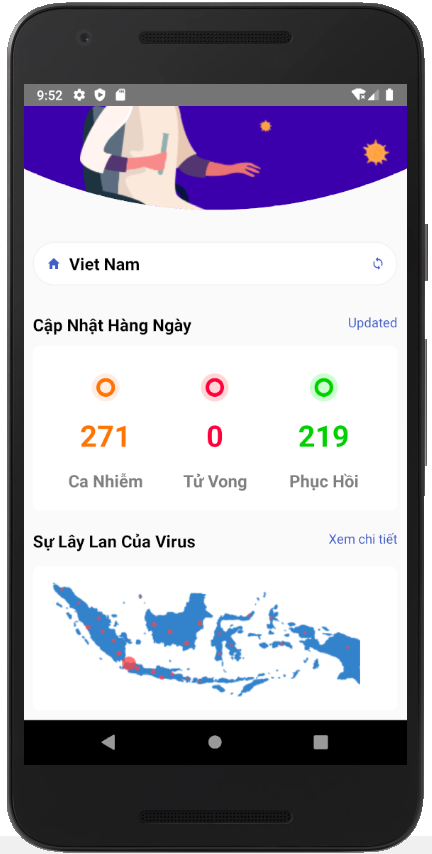 9:52
Viet Nam
Cập Nhật Hàng Ngày
Updated
271
0
219
Ca Nhiễm
Tử Vong
Phục Hồi
Sự Lây Lan Của Virus
Xem chi tiết